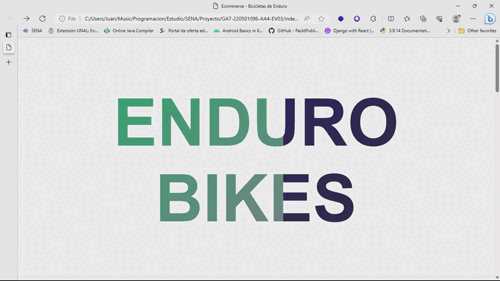 Ecommerce - Bicicletas de Enduro
File
C:/Users/Juan/Music/Programacion/Estudio/SENA/Proyecto/GA7-220501096-AA4-EV03/inde...
SENA
Extensión UNAL: En...
Online Java Compiler
Portal de oferta ed...
Android Basics in K...
GitHub - PacktPubli...
Django with React |...
3.9.14 Documentati...
Other favorites
ENDURO
BIKES